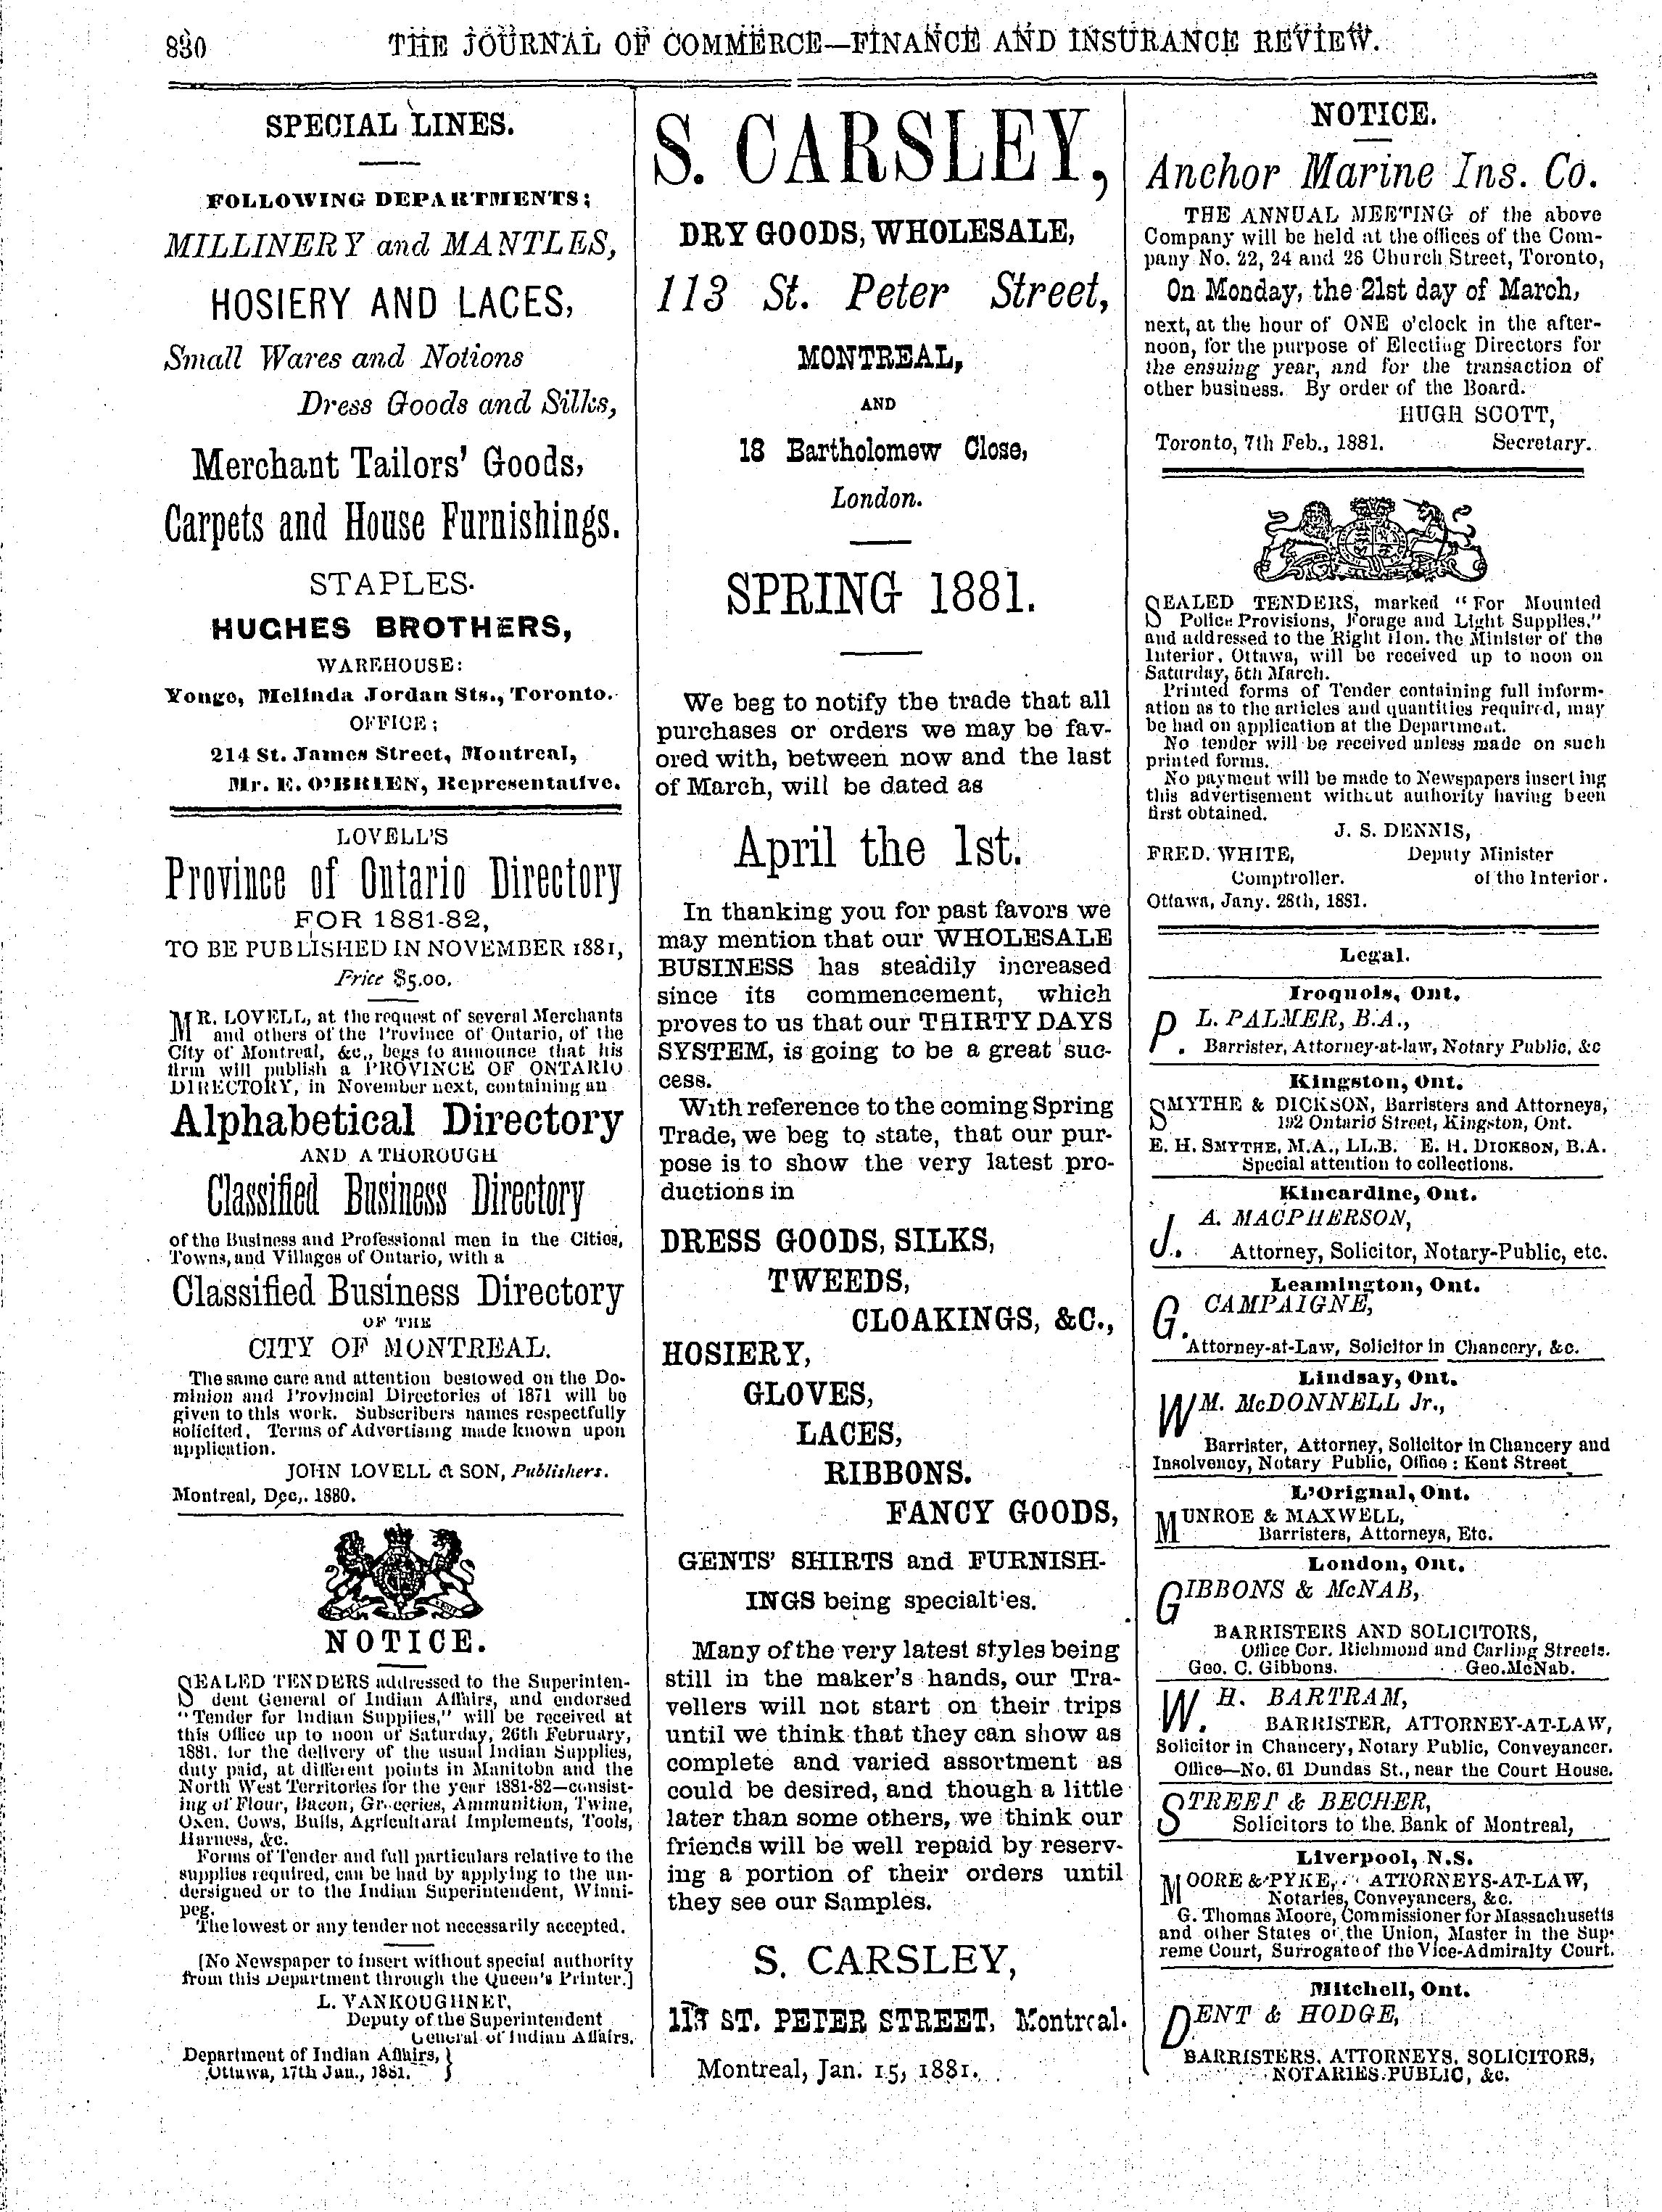 830 THE JOURNAL OF COMMERCE—FINANCE AND INSURANCE REVIEW.
SPECIAL LINES.
FOLLOWING DEPARTMENTS;
MILLINERY and MANTLES,
HOSIERY AND LACES,
Small Wares and Notions
Dress Goods and Silks,
Merchant Tailors' Goods,
Carpets and House Furnishings.
STAPLES.
HUGHES BROTHERS,
WAREHOUSE:
Yonge, Melinda Jordan Sts., Toronto.
OFFICE;
214 St. James Street, Montreal,
Mr. E. O'BRIEN, Representative.
LOVELL'S
Province of Ontario Directory
FOR 1881-82,
TO BE PUBLISHED IN NOVEMBER 1881,
Price $5.00.
MR. LOVELL, at the request of several Merchants
and others of the Province of Ontario, of the
City of Montreal, &c., begs to announce that his
firm will publish a PROVINCE OF ONTARIO
DIRECTORY, in November next, containing an
Alphabetical Directory
AND A THOROUGH
Classified Business Directory
of the Business and Professional men in the Cities,
Towns, and Villages of Ontario, with a
Classified Business Directory
OF THE
CITY OF MONTREAL.
The same care and attention bestowed on the Do-
minion and Provincial Directories of 1871 will be
given to this work. Subscribers names respectfully
solicited. Terms of Advertising made known upon
application.
JOHN LOVELL & SON, Publishers.
Montreal, Dec,. 1880.
NOTICE.
SEALED TENDERS addressed to the Superinten-
dent General of Indian Affairs, and endorsed
"Tender for Indian Supplies," will be received at
this Office up to noon of Saturday, 26th February,
1881. for the delivery of the usual Indian Supplies,
duty paid, at different points in Manitoba and the
North West Territories for the year 1881-82—consist-
ing of Flour, Bacon, Groceries, Ammunition, Twine,
Oxen. Cows, Bulls, Agricultural Implements, Tools,
Harness, &c.
Forms of Tender and full particulars relative to the
supplies required, can be had by applying to the un-
dersigned or to the Indian Superintendent, Winni-
peg.
The lowest or any tender not necessarily accepted.
[No Newspaper to insert without special authority
from this Department through the Queen's Printer.]
L. VANKOUGHNET,
Deputy of the Superintendent
General of Indian Affairs.
Department of Indian Affairs, }
Ottawa, 17th Jan., 1881. }
S. CARSLEY,
DRY GOODS, WHOLESALE,
113 St. Peter Street,
MONTREAL,
AND
18 Bartholomew Close,
London.
SPRING 1881.
We beg to notify the trade that all
purchases or orders we may be fav-
ored with, between now and the last
of March, will be dated as
April the 1st.
In thanking you for past favors we
may mention that our WHOLESALE
BUSINESS has steadily increased
since its commencement, which
proves to us that our THIRTY DAYS
SYSTEM, is going to be a great suc-
cess.
With reference to the coming Spring
Trade, we beg to state, that our pur-
pose is to show the very latest pro-
ductions in
DRESS GOODS, SILKS,
TWEEDS,
CLOAKINGS, &C.,
HOSIERY,
GLOVES,
LACES,
RIBBONS.
FANCY GOODS,
GENTS' SHIRTS and FURNISH-
INGS being specialties.
Many of the very latest styles being
still in the maker's hands, our Tra-
vellers will not start on their trips
until we think that they can show as
complete and varied assortment as
could be desired, and though a little
later than some others, we think our
friends will be well repaid by reserv-
ing a portion of their orders until
they see our Samples.
S. CARSLEY,
113 ST. PETER STREET, Montreal.
Montreal, Jan. 15, 1881.
NOTICE.
Anchor Marine Ins. Co.
THE ANNUAL MEETING of the above
Company will be held at the offices of the Com-
pany No. 22, 24 and 26 Church Street, Toronto,
On Monday, the 21st day of March,
next, at the hour of ONE o'clock in the after-
noon, for the purpose of Electing Directors for
the ensuing year, and for the transaction of
other business. By order of the Board.
HUGH SCOTT,
Toronto, 7th Feb., 1881. Secretary.
SEALED TENDERS, marked "For Mounted
Police Provisions, Forage and Light Supplies,"
and addressed to the Right Hon. the Minister of the
Interior, Ottawa, will be received up to noon on
Saturday, 5th March.
Printed forms of Tender containing full inform-
ation as to the articles and quantities required, may
be had on application at the Department.
No tender will be received unless made on such
printed forms.
No payment will be made to Newspapers inserting
this advertisement without authority having been
first obtained.
J. S. DENNIS,
FRED. WHITE, Deputy Minister
Comptroller. of the Interior.
Ottawa, Jany. 28th, 1881.
Legal.
Iroquois, Ont.
P. L. PALMER, B.A.,
Barrister, Attorney-at-law, Notary Public, &c
Kingston, Ont.
SMYTHE & DICKSON, Barristers and Attorneys,
192 Ontario Street, Kingston, Ont.
E. H. SMYTHE, M.A., LL.B. E. H. DICKSON, B.A.
Special attention to collections.
Kincardine, Ont.
J. A. MACPHERSON,
Attorney, Solicitor, Notary-Public, etc.
Leamington, Ont.
G. CAMPAIGNE,
Attorney-at-Law, Solicitor in Chancery, &c.
Lindsay, Ont.
WM. McDONNELL Jr.,
Barrister, Attorney, Solicitor in Chancery and
Insolvency, Notary Public, Office: Kent Street
L'Orignal, Ont.
MUNROE & MAXWELL,
Barristers, Attorneys, Etc.
London, Ont.
GIBBONS & McNAB,
BARRISTERS AND SOLICITORS,
Office Cor. Richmond and Carling Streets.
Geo. C. Gibbons. Geo. McNab.
W. H. BARTRAM,
BARRISTER, ATTORNEY-AT-LAW,
Solicitor in Chancery, Notary Public, Conveyancer.
Office—No. 61 Dundas St., near the Court House.
STREET & BECHER,
Solicitors to the Bank of Montreal,
Liverpool, N.S.
MOORE & PYKE, ATTORNEYS-AT-LAW,
Notaries, Conveyancers, &c.
G. Thomas Moore, Commissioner for Massachusetts
and other States of the Union, Master in the Sup-
reme Court, Surrogate of the Vice-Admiralty Court.
Mitchell, Ont.
DENT & HODGE,
BARRISTERS, ATTORNEYS, SOLICITORS,
NOTARIES PUBLIC, &c.